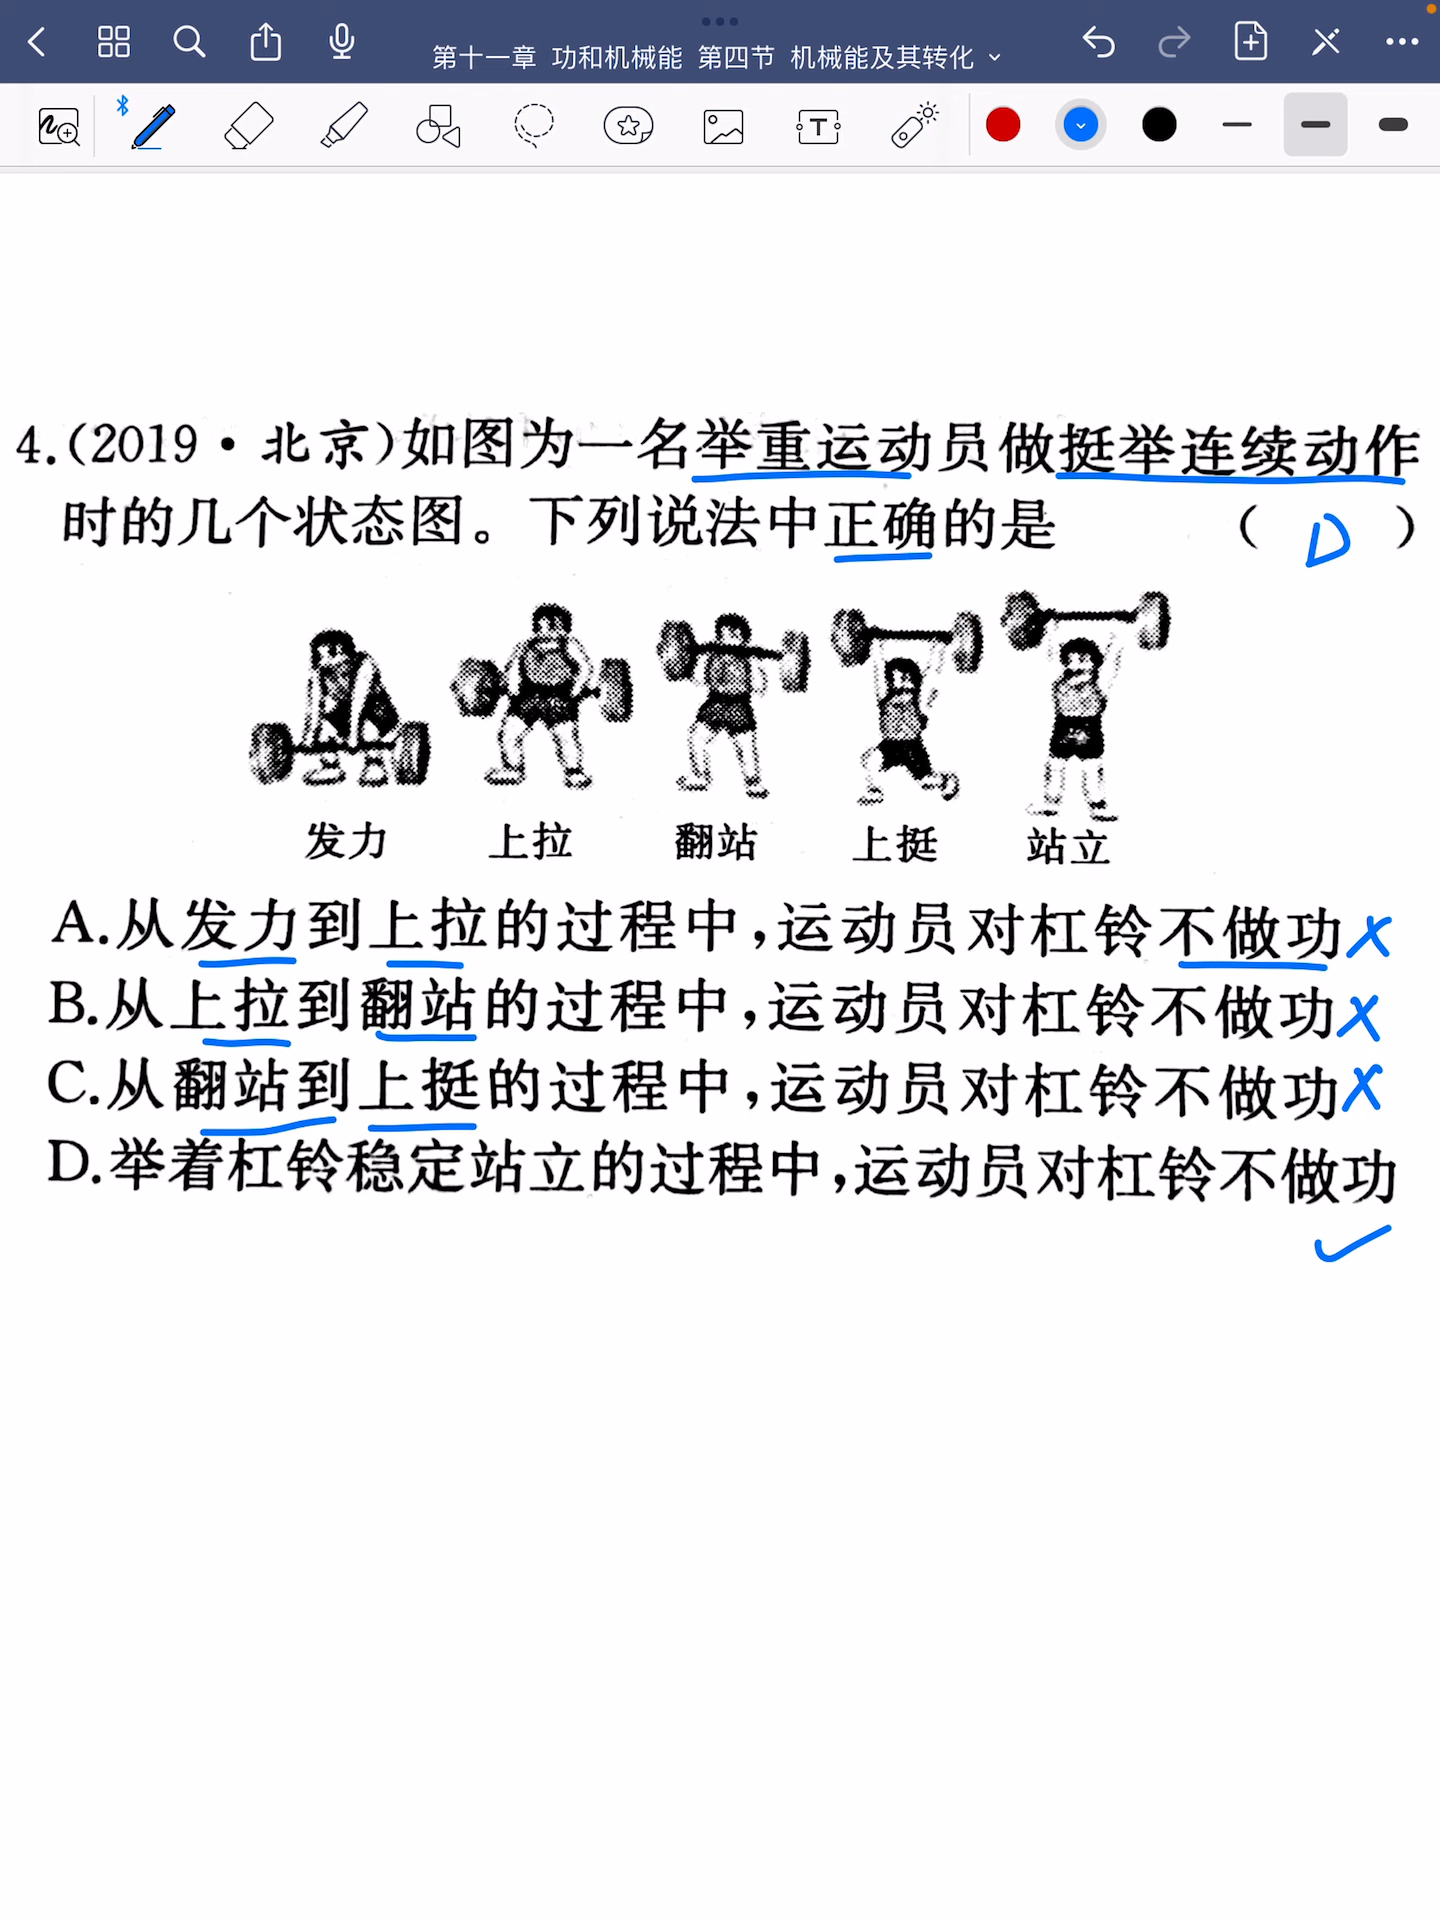 第十一章 功和机械能 第四节 机械能及其转化
T
4.(2019·北京)如图为一名举重运动员做挺举连续动作
时的几个状态图。下列说法中正确的是 ( D )
发力 上拉 翻站 上挺 站立
A.从发力到上拉的过程中,运动员对杠铃不做功×
B.从上拉到翻站的过程中,运动员对杠铃不做功×
C.从翻站到上挺的过程中,运动员对杠铃不做功×
D.举着杠铃稳定站立的过程中,运动员对杠铃不做功
✓